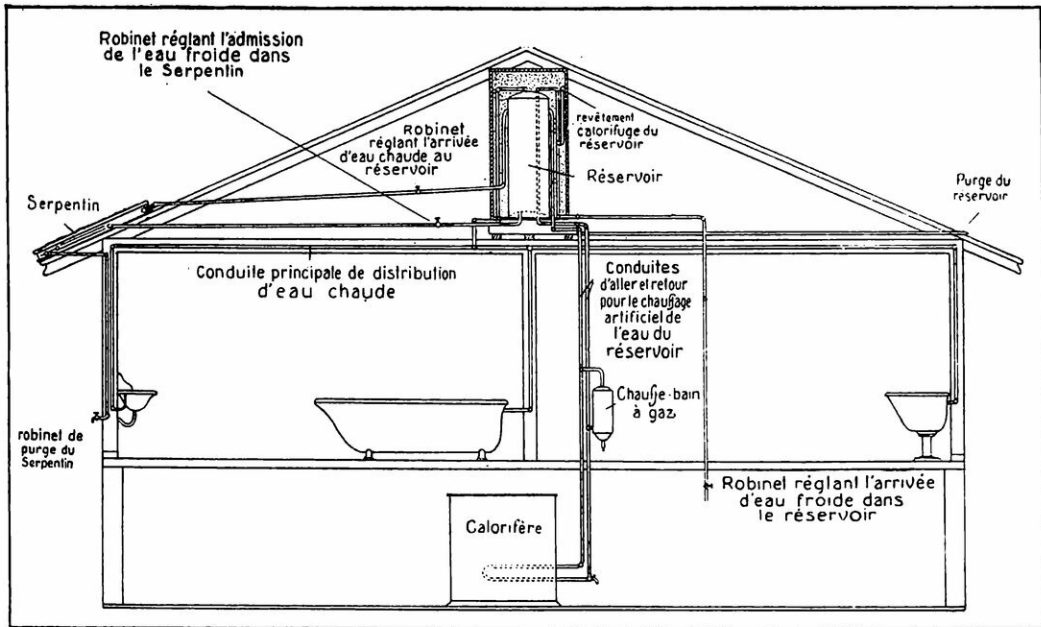 Robinet réglant l'admission
de l'eau froide dans
le Serpentin
Robinet
réglant l'arrivée
d'eau chaude au
réservoir
revêtement
calorifuge du
réservoir
Réservoir
Purge du
réservoir
Serpentin
Conduite principale de distribution
d'eau chaude
Conduites
d'aller et retour
pour le chauffage
artificiel de
l'eau du
réservoir
Chauffe-bain
à gaz
robinet de
purge du
Serpentin
Robinet réglant l'arrivée
d'eau froide dans
le réservoir
Calorifère